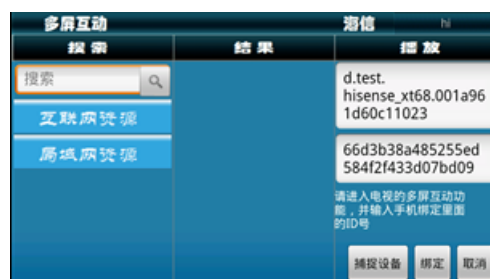 多屏互动
海信 hi
搜索
结果
播放
搜索
互联网资源
局域网资源
d.test.
hisense_xt68.001a96
1d60c11023
66d3b38a485255ed
584f2f433d07bd09
请进入电视的多屏互动功
能，并输入手机绑定里面
的ID号
捕捉设备 绑定 取消